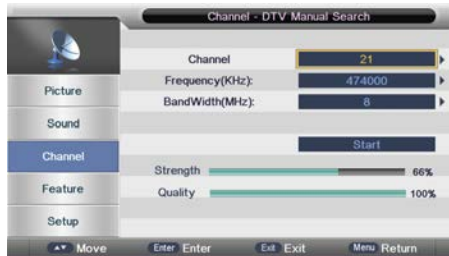 Channel - DTV Manual Search
Picture
Sound
Channel
Feature
Setup
Channel 21
Frequency(KHz): 474000
BandWidth(MHz): 8
Start
Strength 66%
Quality 100%
Move Enter Enter Exit Exit Menu Return